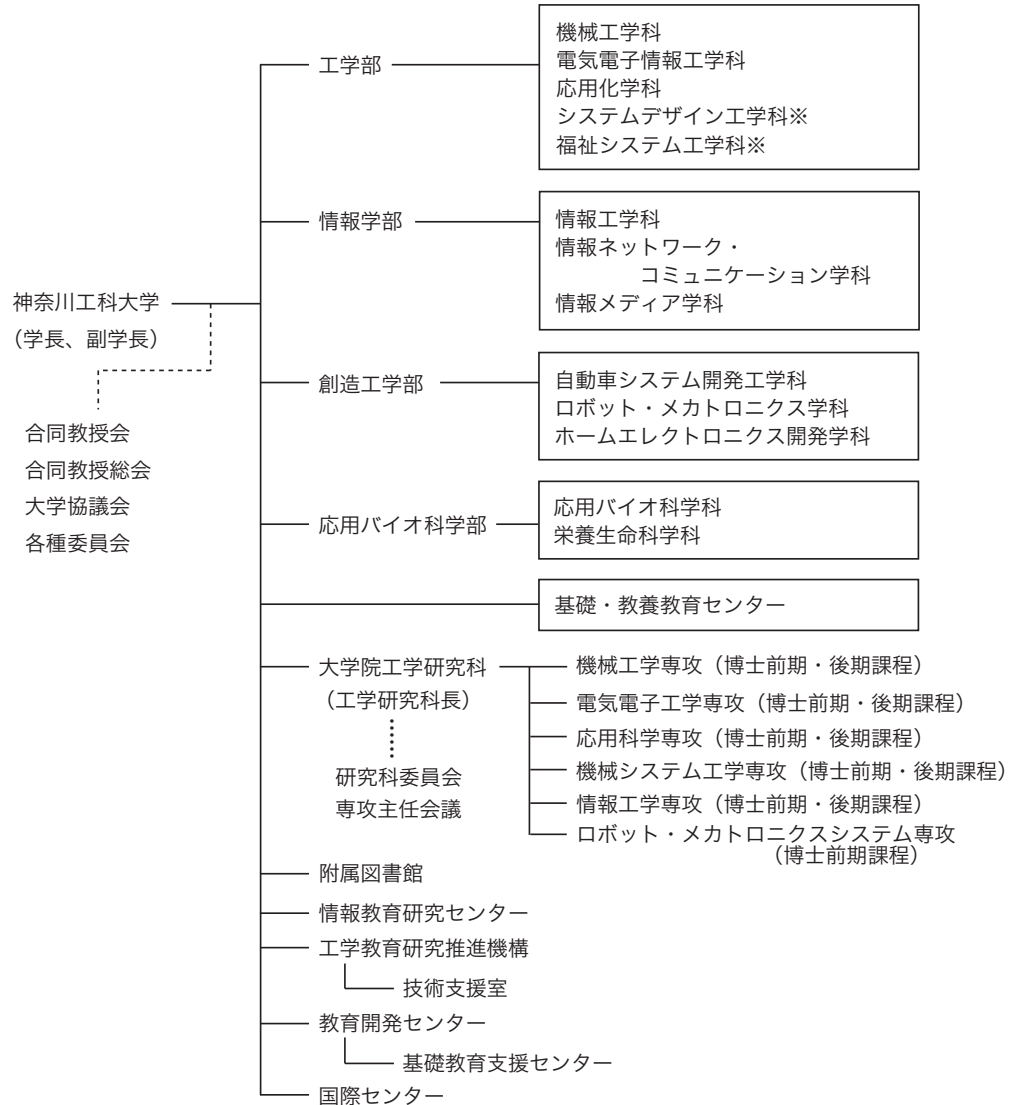 神奈川工科大学
(学長、副学長)
合同教授会
合同教授総会
大学協議会
各種委員会
工学部
機械工学科
電気電子情報工学科
応用化学科
システムデザイン工学科※
福祉システム工学科※
情報学部
情報工学科
情報ネットワーク・
コミュニケーション学科
情報メディア学科
創造工学部
自動車システム開発工学科
ロボット・メカトロニクス学科
ホームエレクトロニクス開発学科
応用バイオ科学部
応用バイオ科学科
栄養生命科学科
基礎・教養教育センター
大学院工学研究科
(工学研究科長)
研究科委員会
専攻主任会議
機械工学専攻(博士前期・後期課程)
電気電子工学専攻(博士前期・後期課程)
応用科学専攻(博士前期・後期課程)
機械システム工学専攻(博士前期・後期課程)
情報工学専攻(博士前期・後期課程)
ロボット・メカトロニクスシステム専攻
(博士前期課程)
附属図書館
情報教育研究センター
工学教育研究推進機構
技術支援室
教育開発センター
基礎教育支援センター
国際センター